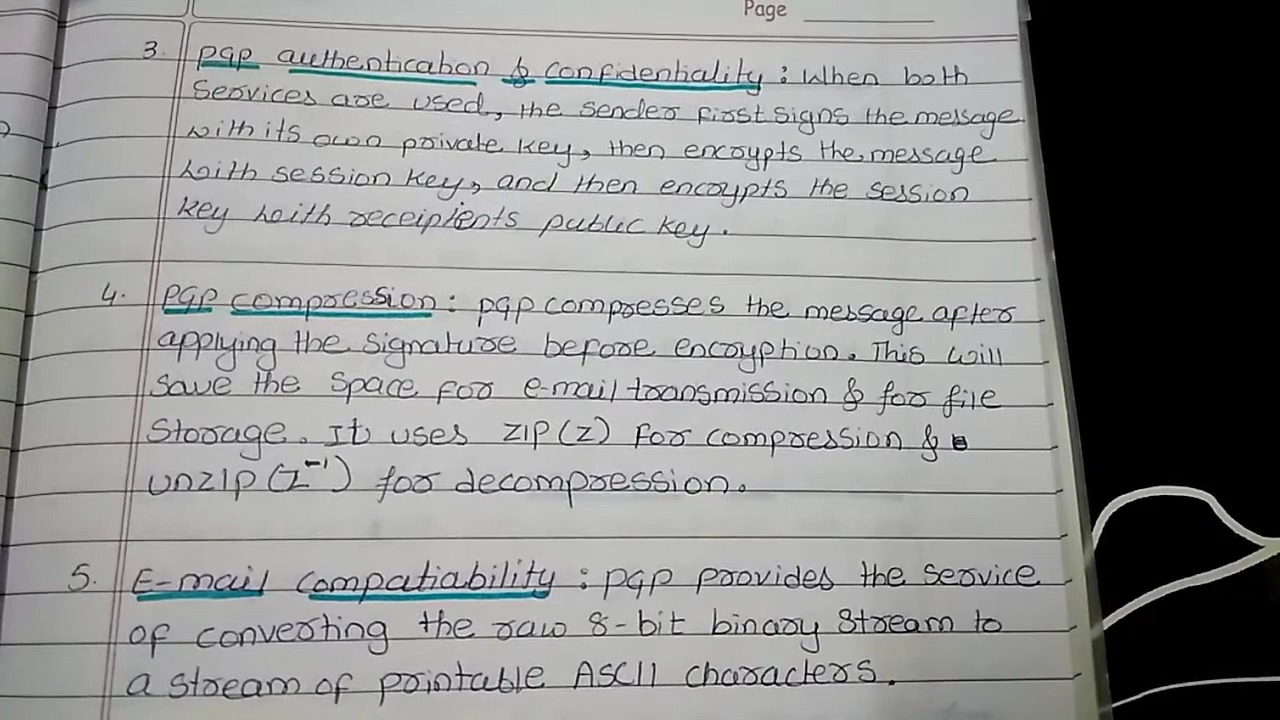 Page
3. PGP authentication & Confidentiality : When both
Services are used, the sender first signs the message
with its own private key, then encrypts the message
with session key, and then encrypts the session
key with receipients public key.
4. PGP compression : PGP compresses the message after
applying the signature before encryption. This will
save the space for e-mail transmission & for file
storage. It uses ZIP(Z) for compression &
UNZIP (Z⁻¹) for decompression.
5. E-mail Compatiability : PGP provides the service
of converting the raw 8-bit binary stream to
a stream of printable ASCII characters.